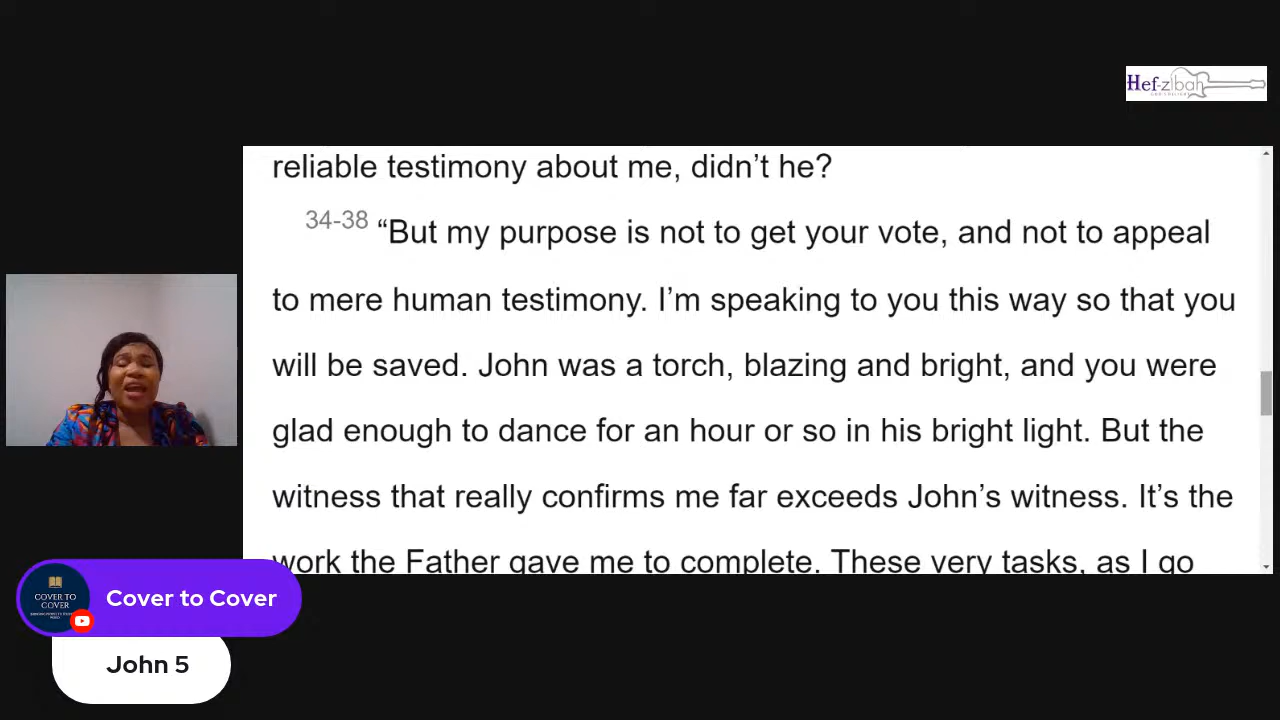 Hef-zibah
reliable testimony about me, didn’t he?
34-38 “But my purpose is not to get your vote, and not to appeal
to mere human testimony. I’m speaking to you this way so that you
will be saved. John was a torch, blazing and bright, and you were
glad enough to dance for an hour or so in his bright light. But the
witness that really confirms me far exceeds John’s witness. It’s the
work the Father gave me to complete. These very tasks, as I go
COVER TO
COVER
Cover to Cover
John 5